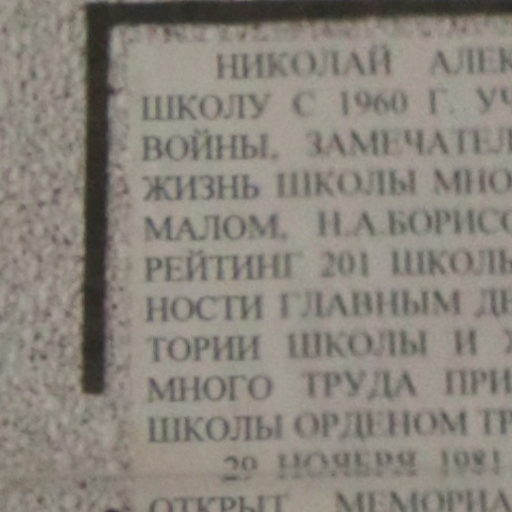 НИКОЛАЙ АЛЕК
ШКОЛУ С 1960 Г. УЧ
ВОЙНЫ, ЗАМЕЧАТЕЛ
ЖИЗНЬ ШКОЛЫ МНО
МАЛОМ, Н.А.БОРИСО
РЕЙТИНГ 201 ШКОЛЫ
НОСТИ ГЛАВНЫМ ДЕ
ТОРИИ ШКОЛЫ И
МНОГО ТРУДА ПРИ
ШКОЛЫ ОРДЕНОМ ТР
29 НОЯБРЯ 1981
ОТКРЫТ МЕМОРИА